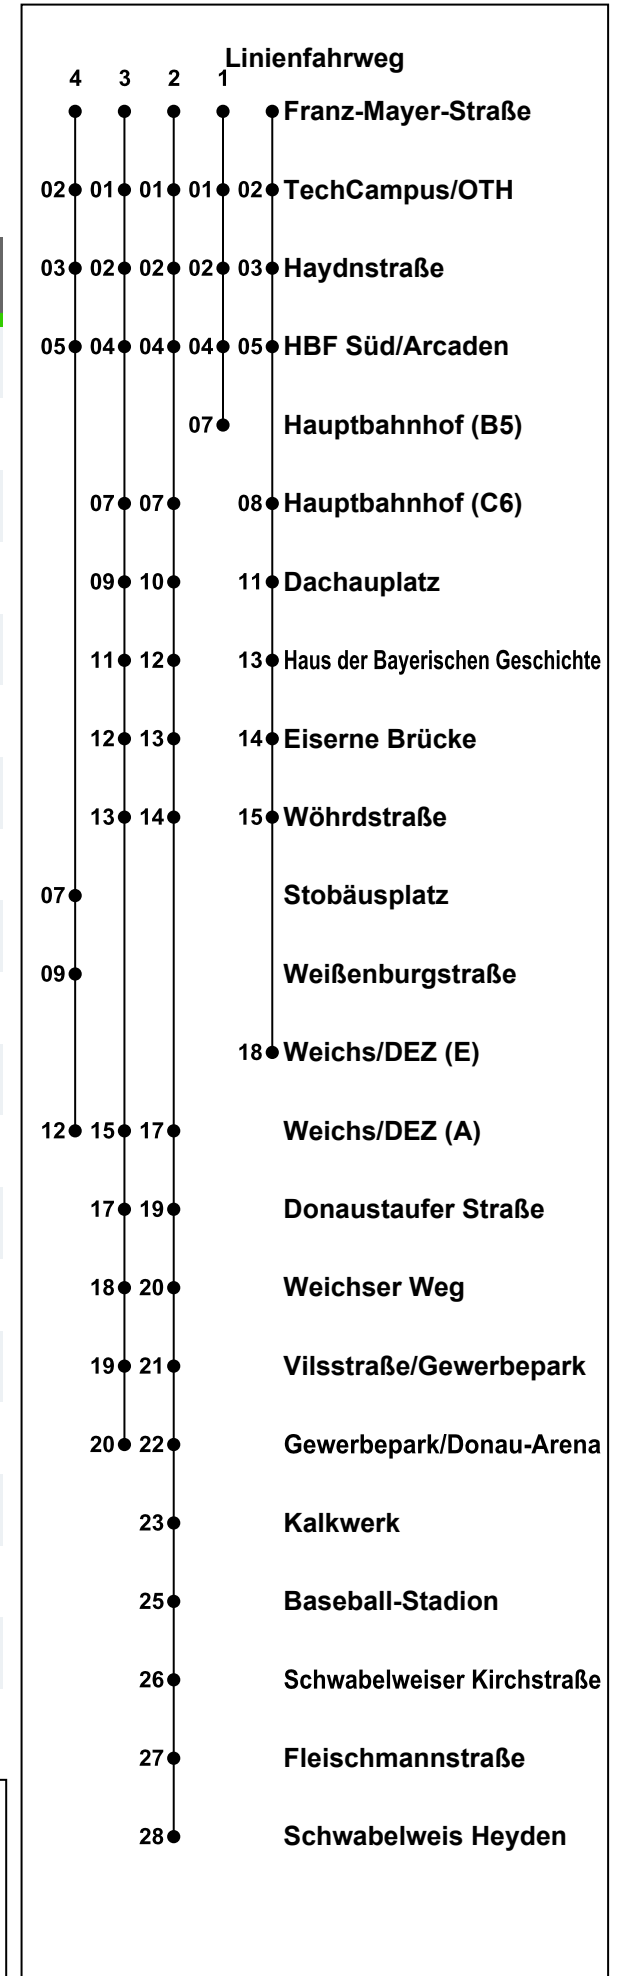 Linienfahrweg
4 3 2 1
Franz-Mayer-Straße
02 01 01 01 02 TechCampus/OTH
03 02 02 02 03 Haydnstraße
05 04 04 04 05 HBF Süd/Arcaden
07 Hauptbahnhof (B5)
07 07 08 Hauptbahnhof (C6)
09 10 11 Dachauplatz
11 12 13 Haus der Bayerischen Geschichte
12 13 14 Eiserne Brücke
13 14 15 Wöhrdstraße
07 Stobäusplatz
09 Weißenburgstraße
18 Weichs/DEZ (E)
12 15 17 Weichs/DEZ (A)
17 19 Donaustaufer Straße
18 20 Weichser Weg
19 21 Vilsstraße/Gewerbepark
20 22 Gewerbepark/Donau-Arena
23 Kalkwerk
25 Baseball-Stadion
26 Schwabelweiser Kirchstraße
27 Fleischmannstraße
28 Schwabelweis Heyden